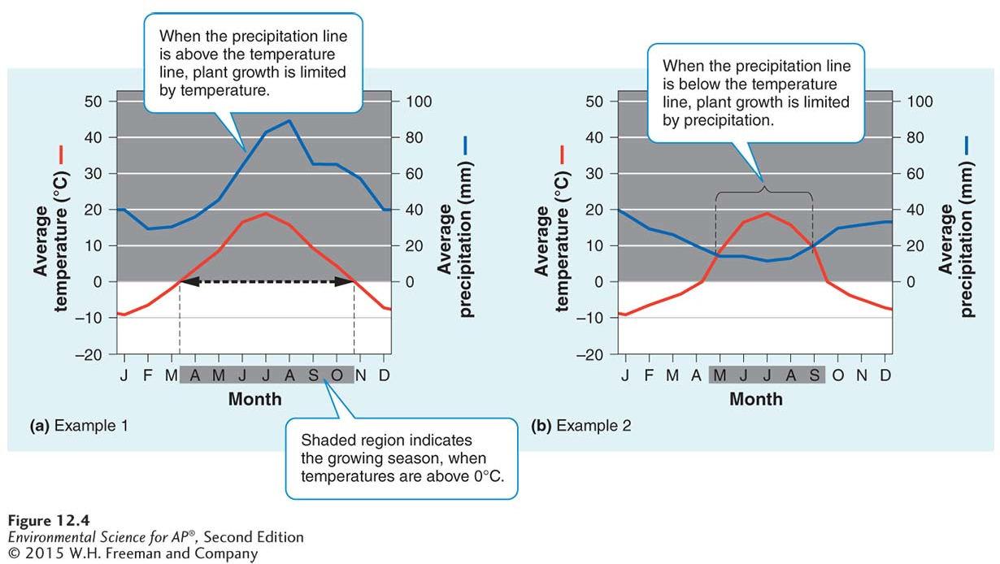 When the precipitation line
is above the temperature
line, plant growth is limited
by temperature.
50
40
30
20
10
0
–10
–20
Average
temperature (°C)
100
80
60
40
20
0
Average
precipitation (mm)
J F M A M J J A S O N D
Month
(a) Example 1
Shaded region indicates
the growing season, when
temperatures are above 0°C.
When the precipitation line
is below the temperature
line, plant growth is limited
by precipitation.
50
40
30
20
10
0
–10
–20
Average
temperature (°C)
100
80
60
40
20
0
Average
precipitation (mm)
J F M A M J J A S O N D
Month
(b) Example 2
Figure 12.4
Environmental Science for AP®, Second Edition
© 2015 W.H. Freeman and Company